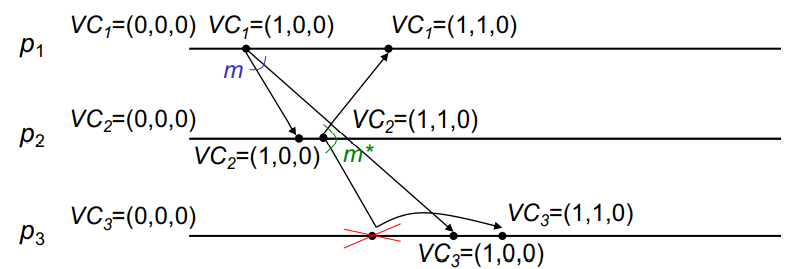 VC₁=(0,0,0) VC₁=(1,0,0) VC₁=(1,1,0)
p₁
m
VC₂=(0,0,0) VC₂=(1,1,0)
p₂
VC₂=(1,0,0) m*
VC₃=(0,0,0) VC₃=(1,1,0)
p₃
VC₃=(1,0,0)